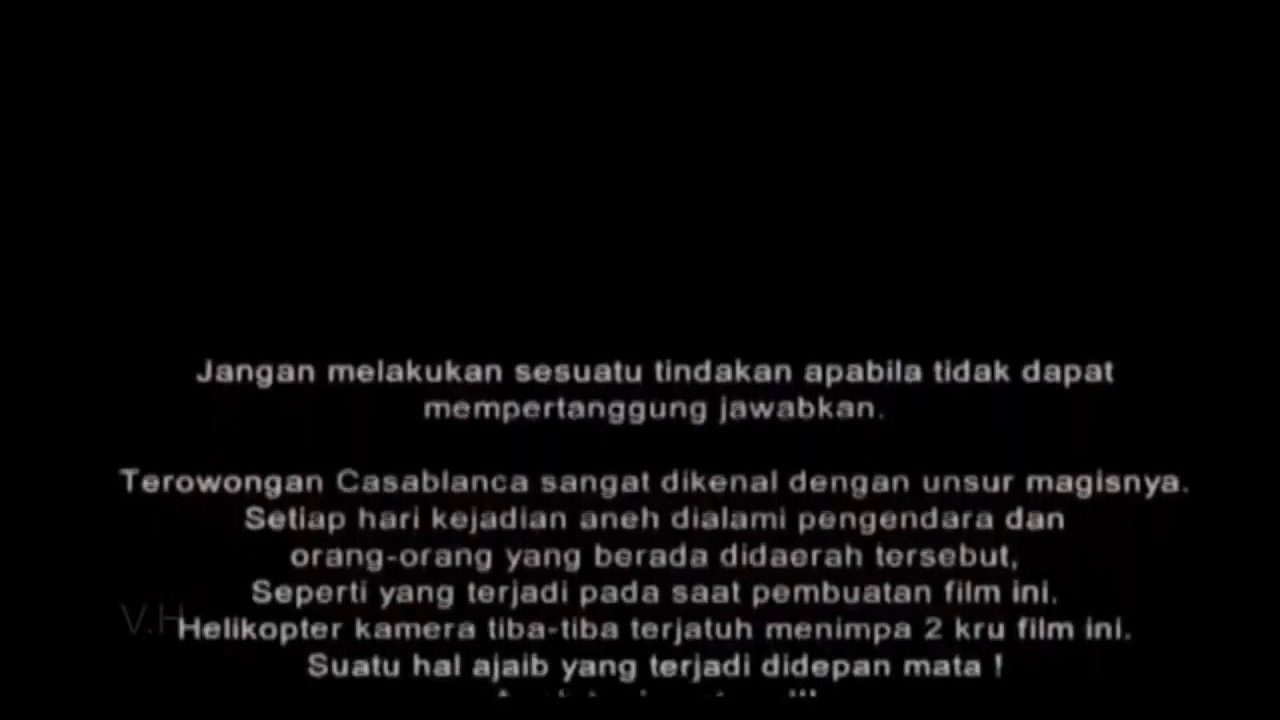 Jangan melakukan sesuatu tindakan apabila tidak dapat
mempertanggung jawabkan.
Terowongan Casablanca sangat dikenal dengan unsur magisnya.
Setiap hari kejadian aneh dialami pengendara dan
orang-orang yang berada didaerah tersebut,
Seperti yang terjadi pada saat pembuatan film ini.
V.H
Helikopter kamera tiba-tiba terjatuh menimpa 2 kru film ini.
Suatu hal ajaib yang terjadi didepan mata !